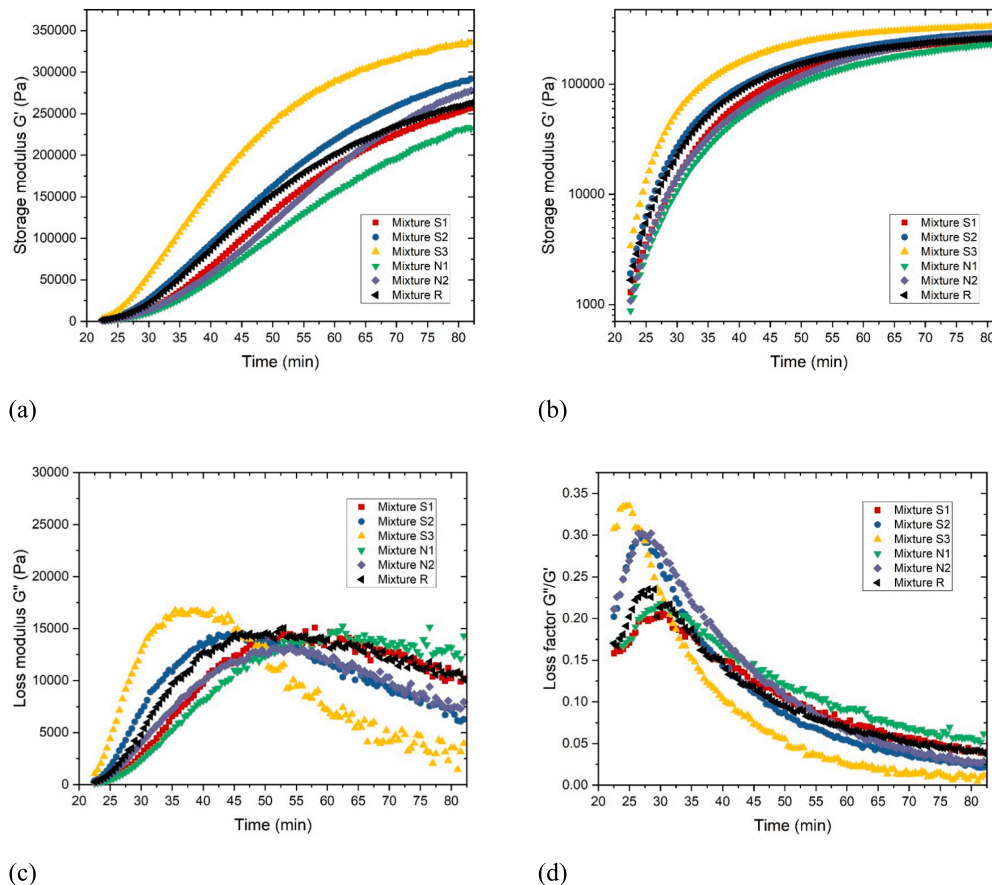 350000
300000
250000
200000
150000
100000
50000
0
Storage modulus G' (Pa)
Mixture S1
Mixture S2
Mixture S3
Mixture N1
Mixture N2
Mixture R
20 25 30 35 40 45 50 55 60 65 70 75 80
Time (min)
(a)
100000
10000
1000
Storage modulus G' (Pa)
Mixture S1
Mixture S2
Mixture S3
Mixture N1
Mixture N2
Mixture R
20 25 30 35 40 45 50 55 60 65 70 75 80
Time (min)
(b)
30000
25000
20000
15000
10000
5000
0
Loss modulus G'' (Pa)
Mixture S1
Mixture S2
Mixture S3
Mixture N1
Mixture N2
Mixture R
20 25 30 35 40 45 50 55 60 65 70 75 80
Time (min)
(c)
0.35
0.30
0.25
0.20
0.15
0.10
0.05
0.00
Loss factor G''/G'
Mixture S1
Mixture S2
Mixture S3
Mixture N1
Mixture N2
Mixture R
20 25 30 35 40 45 50 55 60 65 70 75 80
Time (min)
(d)